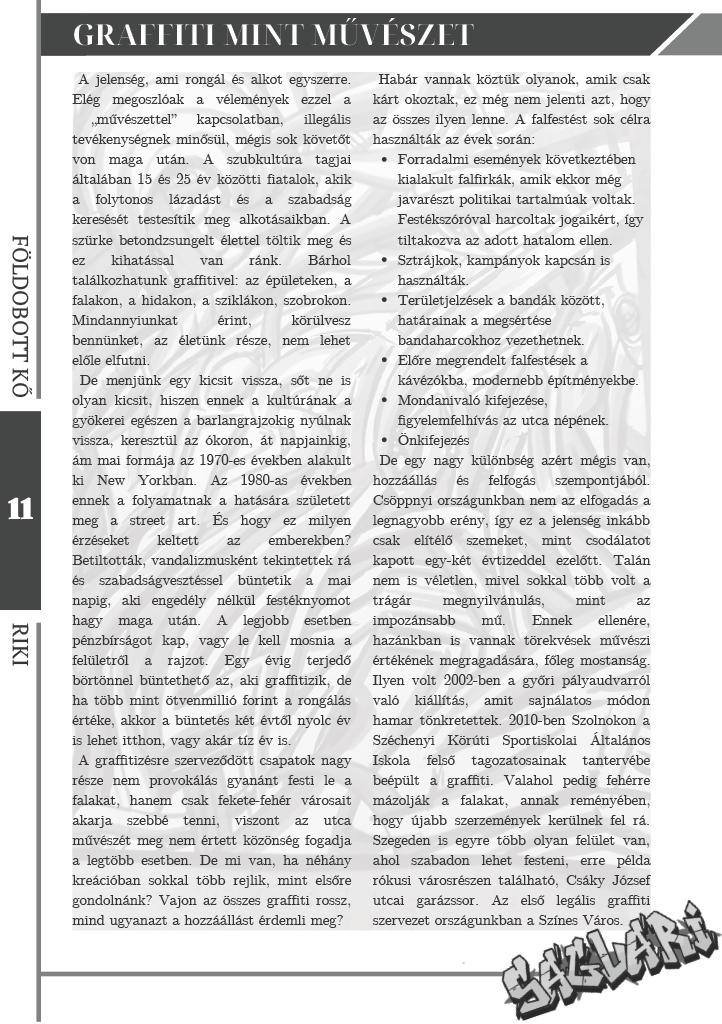 GRAFFITI MINT MŰVÉSZET
A jelenség, ami rongál és alkot egyszerre.
Elég megoszlóak a vélemények ezzel a
„művészettel” kapcsolatban, illegális
tevékenységnek minősül, mégis sok követőt
von maga után. A szubkultúra tagjai
általában 15 és 25 év közötti fiatalok, akik
a folytonos lázadást és a szabadság
keresését testesítik meg alkotásaikban. A
szürke betondzsungelt élettel töltik meg és
ez kihatással van ránk. Bárhol
találkozhatunk graffitivel: az épületeken, a
falakon, a hidakon, a sziklákon, szobrokon.
Mindannyiunkat érint, körülvesz
bennünket, az életünk része, nem lehet
előle elfutni.
De menjünk egy kicsit vissza, sőt ne is
olyan kicsit, hiszen ennek a kultúrának a
gyökerei egészen a barlangrajzokig nyúlnak
vissza, keresztül az ókoron, át napjainkig,
ám mai formája az 1970-es években alakult
ki New Yorkban. Az 1980-as években
ennek a folyamatnak a hatására született
meg a street art. És hogy ez milyen
érzéseket keltett az emberekben?
Betiltották, vandalizmusként tekintettek rá
és szabadságvesztéssel büntetik a mai
napig, aki engedély nélkül festéknyomot
hagy maga után. A legjobb esetben
pénzbírságot kap, vagy le kell mosnia a
felületről a rajzot. Egy évig terjedő
börtönnel büntethető az, aki graffitizik, de
ha több mint ötvenmillió forint a rongálás
értéke, akkor a büntetés két évtől nyolc év
is lehet itthon, vagy akár tíz év is.
A graffitizésre szerveződött csapatok nagy
része nem provokálás gyanánt festi le a
falakat, hanem csak fekete-fehér városait
akarja szebbé tenni, viszont az utca
művészét meg nem értett közönség fogadja
a legtöbb esetben. De mi van, ha néhány
kreációban sokkal több rejlik, mint elsőre
gondolnánk? Vajon az összes graffiti rossz,
mind ugyanazt a hozzáállást érdemli meg?
Habár vannak köztük olyanok, amik csak
kárt okoztak, ez még nem jelenti azt, hogy
az összes ilyen lenne. A falfestést sok célra
használták az évek során:
• Forradalmi események következtében
kialakult falfirkák, amik ekkor még
javarészt politikai tartalmúak voltak.
Festékszóróval harcoltak jogaikért, így
tiltakozva az adott hatalom ellen.
• Sztrájkok, kampányok kapcsán is
használták.
• Területjelzések a bandák között,
határainak a megsértése
bandaharcokhoz vezethetnek.
• Előre megrendelt falfestések a
kávézókba, modernebb építményekbe.
• Mondanivaló kifejezése,
figyelemfelhívás az utca népének.
• Önkifejezés
De egy nagy különbség azért mégis van,
hozzáállás és felfogás szempontjából.
Csöppnyi országunkban nem az elfogadás a
legnagyobb erény, így ez a jelenség inkább
csak elítélő szemeket, mint csodálatot
kapott egy-két évtizeddel ezelőtt. Talán
nem is véletlen, mivel sokkal több volt a
trágár megnyilvánulás, mint az
impozánsabb mű. Ennek ellenére,
hazánkban is vannak törekvések művészi
értékének megragadására, főleg mostanság.
Ilyen volt 2002-ben a győri pályaudvarról
való kiállítás, amit sajnálatos módon
hamar tönkretettek. 2010-ben Szolnokon a
Széchenyi Körúti Sportiskolai Általános
Iskola felső tagozatosainak tantervébe
beépült a graffiti. Valahol pedig fehérre
mázolják a falakat, annak reményében,
hogy újabb szerzemények kerülnek fel rá.
Szegeden is egyre több olyan felület van,
ahol szabadon lehet festeni, erre példa
rókusi városrészen található, Csáky József
utcai garázssor. Az első legális graffiti
szervezet országunkban a Színes Város.
FÖLDOBOTT KŐ
11
RIKI